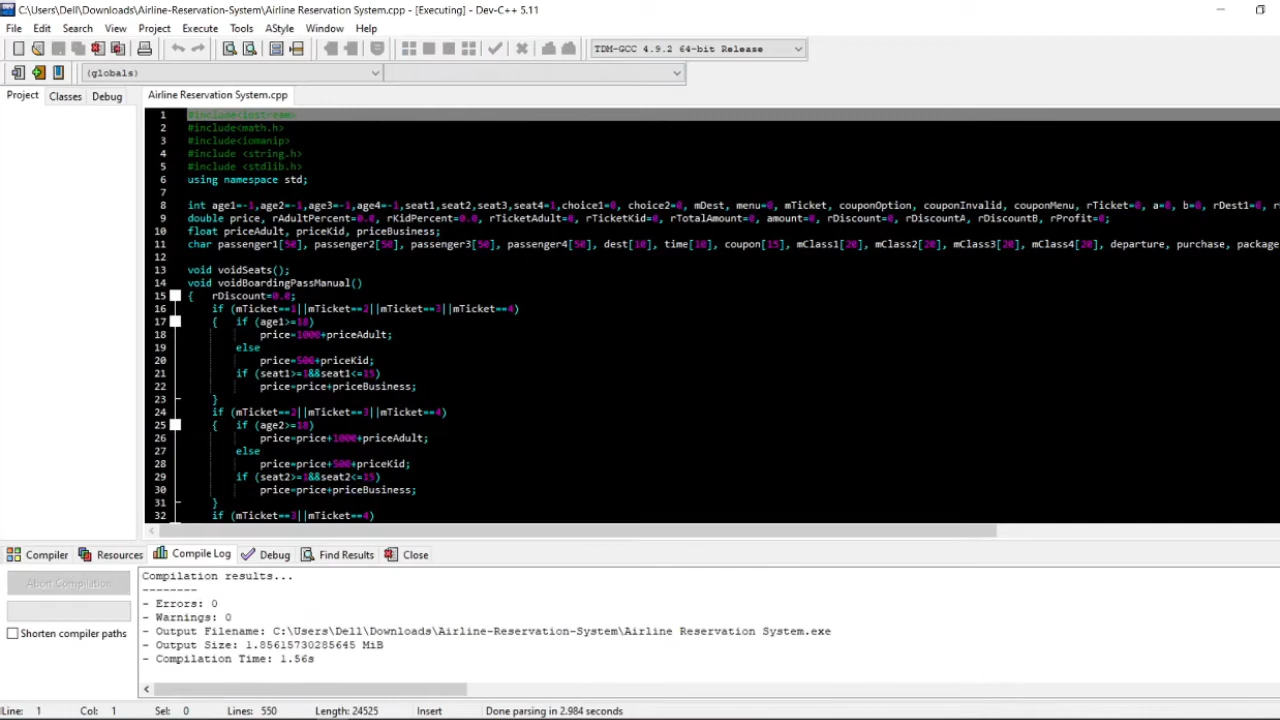 C:\Users\Dell\Downloads\Airline-Reservation-System\Airline Reservation System.cpp - [Executing] - Dev-C++ 5.11
File Edit Search View Project Execute Tools AStyle Window Help
TDM-GCC 4.9.2 64-bit Release
(globals)
Project Classes Debug Airline Reservation System.cpp
1 #include<iostream>
2 #include<math.h>
3 #include<iomanip>
4 #include <string.h>
5 #include <stdlib.h>
6 using namespace std;
7
8 int age1=-1,age2=-1,age3=-1,age4=-1,seat1,seat2,seat3,seat4=1,choice1=0, choice2=0, mDest, menu=0, mTicket, couponOption, couponInvalid, couponMenu, rTicket=0, a=0, b=0, rDest1=0,
9 double price, rAdultPercent=0.0, rKidPercent=0.0, rTicketAdult=0, rTicketKid=0, rTotalAmount=0, amount=0, rDiscount=0, rDiscountA, rDiscountB, rProfit=0;
10 float priceAdult, priceKid, priceBusiness;
11 char passenger1[50], passenger2[50], passenger3[50], passenger4[50], dest[10], time[10], coupon[15], mClass1[20], mClass2[20], mClass3[20], mClass4[20], departure, purchase, package
12
13 void voidSeats();
14 void voidBoardingPassManual()
15 { rDiscount=0.0;
16 if (mTicket==1||mTicket==2||mTicket==3||mTicket==4)
17 { if (age1>=18)
18 price=1000+priceAdult;
19 else
20 price=500+priceKid;
21 if (seat1>=1&&seat1<=15)
22 price=price+priceBusiness;
23 }
24 if (mTicket==2||mTicket==3||mTicket==4)
25 { if (age2>=18)
26 price=price+1000+priceAdult;
27 else
28 price=price+500+priceKid;
29 if (seat2>=1&&seat2<=15)
30 price=price+priceBusiness;
31 }
32 if (mTicket==3||mTicket==4)
Compiler Resources Compile Log Debug Find Results Close
Abort Compilation
Shorten compiler paths
Compilation results...
--------
- Errors: 0
- Warnings: 0
- Output Filename: C:\Users\Dell\Downloads\Airline-Reservation-System\Airline Reservation System.exe
- Output Size: 1.85615730285645 MiB
- Compilation Time: 1.56s
Line: 1 Col: 1 Sel: 0 Lines: 550 Length: 24525 Insert Done parsing in 2.984 seconds